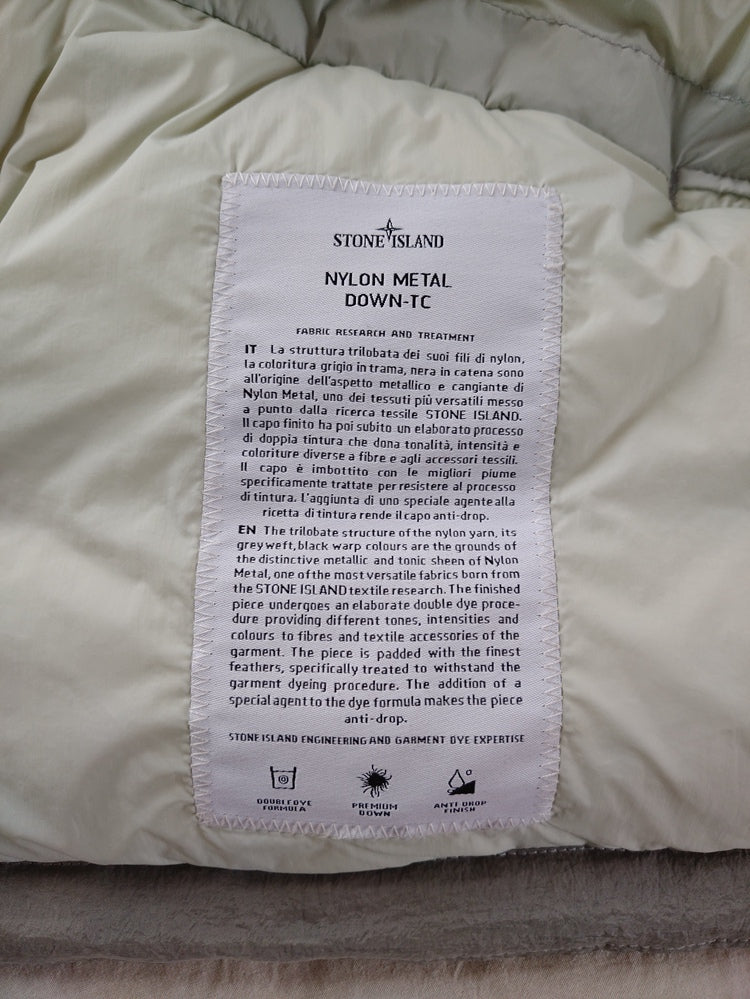 STONE ISLAND
NYLON METAL
DOWN-TC
FABRIC RESEARCH AND TREATMENT
IT La struttura trilobata dei suoi fili di nylon,
la coloritura grigio in trama, nera in catena sono
all'origine dell'aspetto metallico e cangiante di
Nylon Metal, uno dei tessuti più versatili messo
a punto dalla ricerca tessile STONE ISLAND.
Il capo finito ha poi subito un elaborato processo
di doppia tintura che dona tonalità, intensità e
coloriture diverse a fibre e agli accessori tessili.
Il capo è imbottito con le migliori piume
specificamente trattate per resistere al processo
di tintura. L'aggiunta di uno speciale agente alla
ricetta di tintura rende il capo anti-drop.
EN The trilobate structure of the nylon yarn, its
grey weft, black warp colours are the grounds of
the distinctive metallic and tonic sheen of Nylon
Metal, one of the most versatile fabrics born from
the STONE ISLAND textile research. The finished
piece undergoes an elaborate double dye proce-
dure providing different tones, intensities and
colours to fibres and textile accessories of the
garment. The piece is padded with the finest
feathers, specifically treated to withstand the
garment dyeing procedure. The addition of a
special agent to the dye formula makes the piece
anti-drop.
STONE ISLAND ENGINEERING AND GARMENT DYE EXPERTISE
DOUBLE DYE
FORMULA
PREMIUM
DOWN
ANTI DROP
FINISH